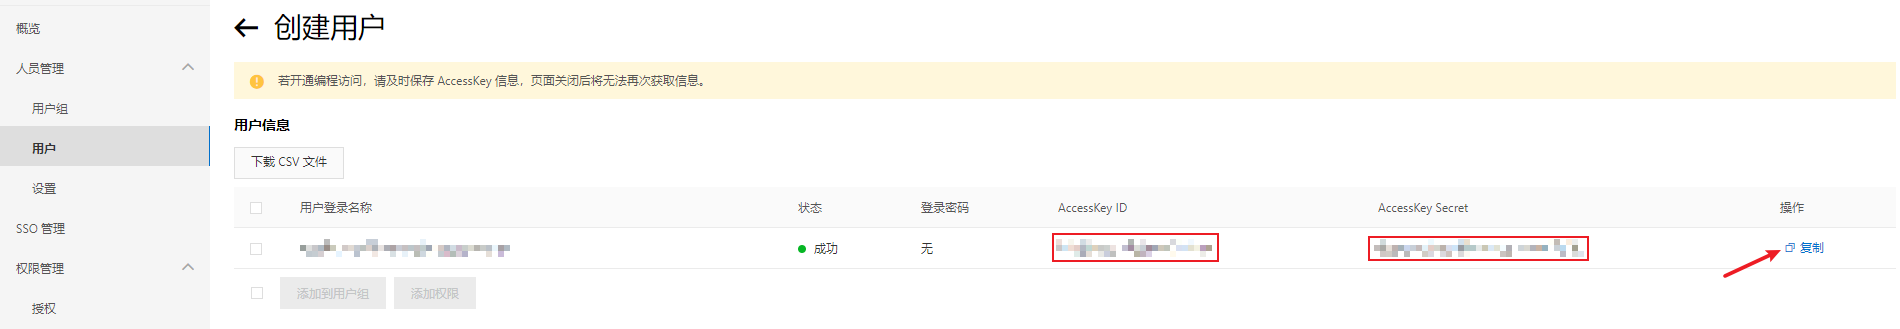 概览
人员管理
用户组
用户
设置
SSO 管理
权限管理
授权
创建用户
若开通编程访问，请及时保存 AccessKey 信息，页面关闭后将无法再次获取信息。
用户信息
下载 CSV 文件
用户登录名称 状态 登录密码 AccessKey ID AccessKey Secret 操作
成功 无 复制
添加到用户组 添加权限